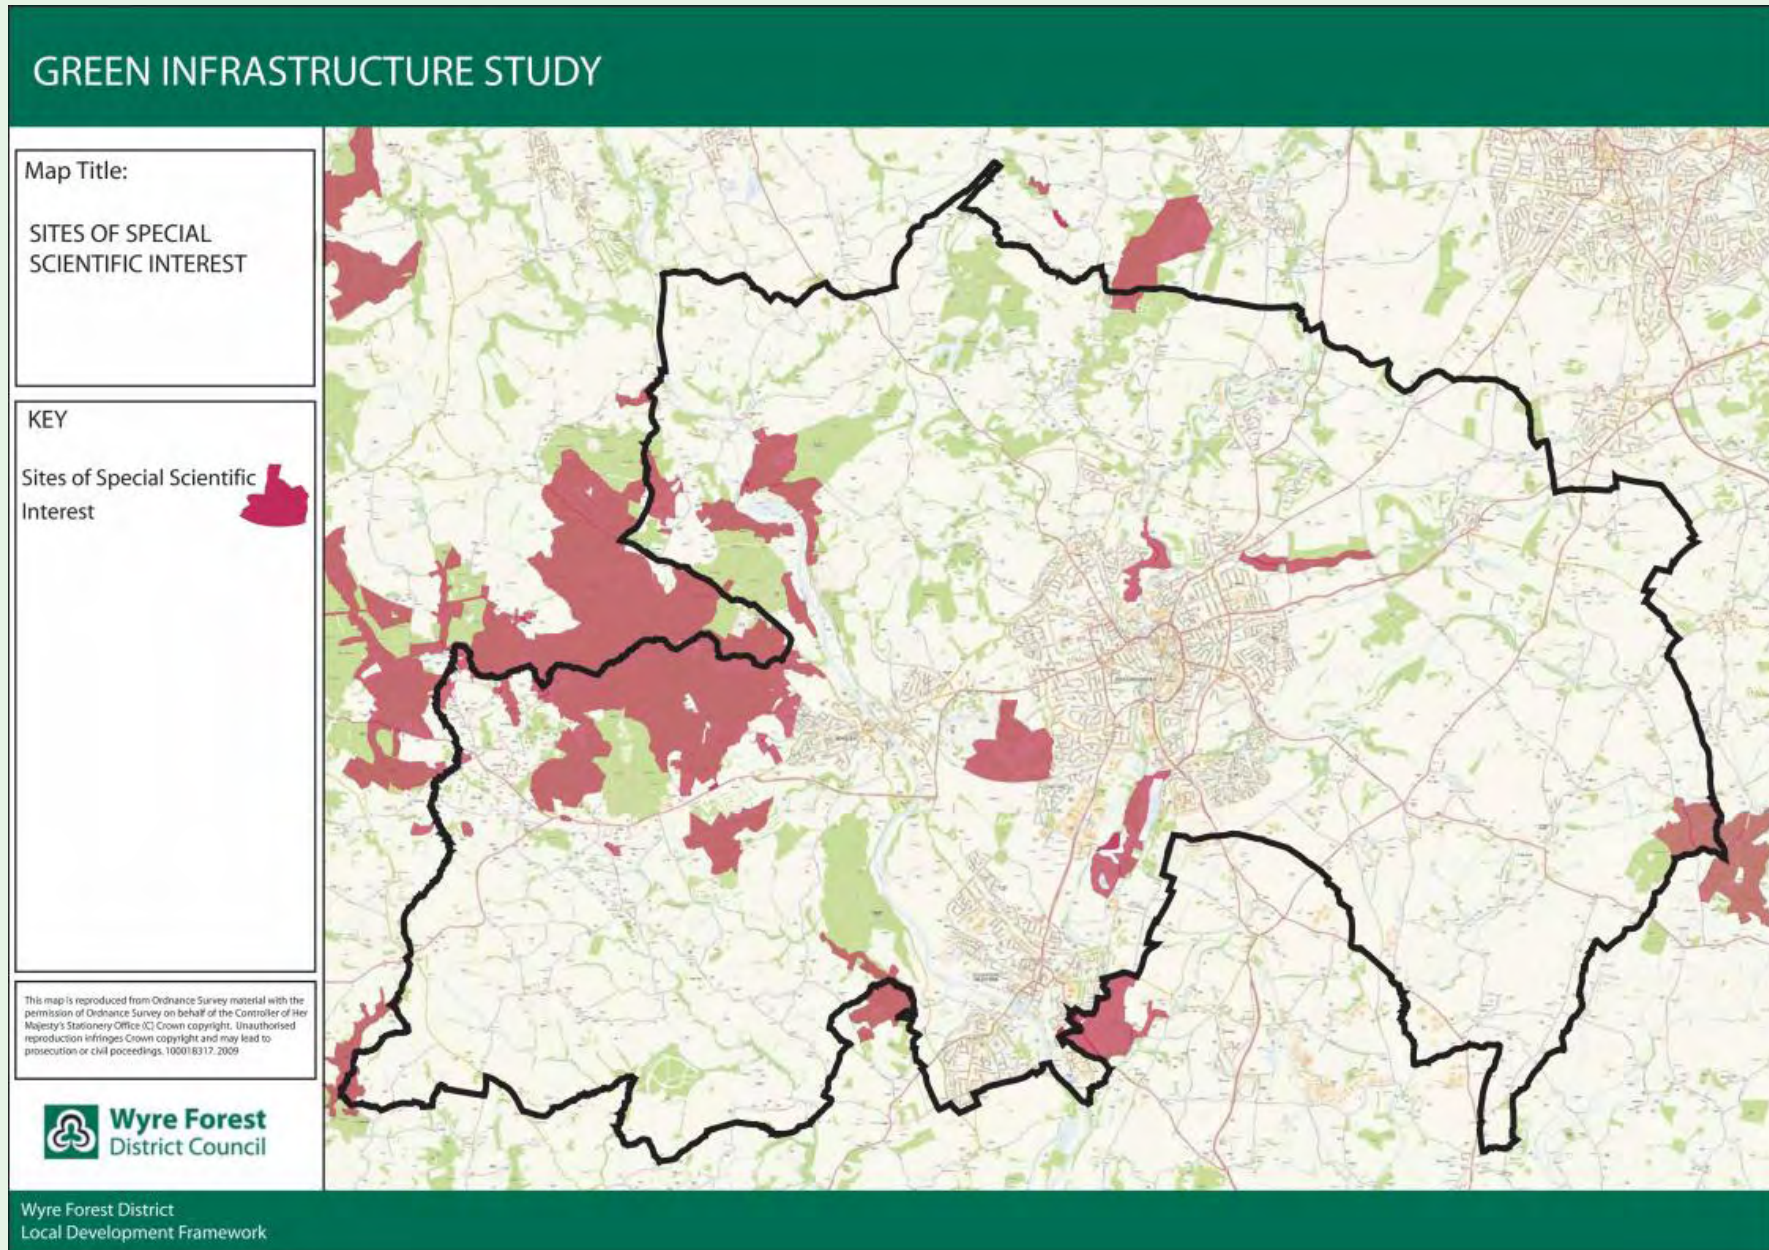 GREEN INFRASTRUCTURE STUDY
Map Title:
SITES OF SPECIAL
SCIENTIFIC INTEREST
KEY
Sites of Special Scientific
Interest
This map is reproduced from Ordnance Survey material with the
permission of Ordnance Survey on behalf of the Controller of Her
Majesty's Stationery Office (C) Crown copyright. Unauthorised
reproduction infringes Crown copyright and may lead to
prosecution or civil poceedings. 100018317. 2009
Wyre Forest
District Council
Wyre Forest District
Local Development Framework